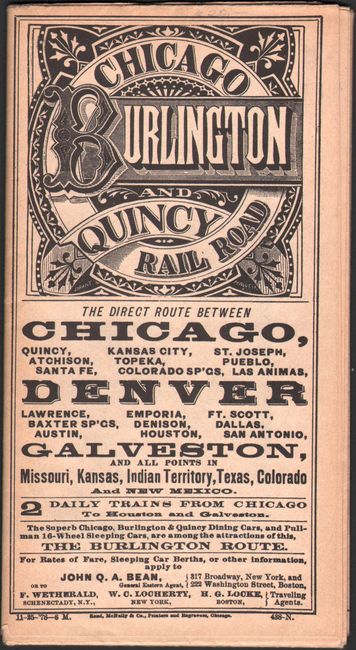 CHICAGO
BURLINGTON
AND
QUINCY
RAIL ROAD
THE DIRECT ROUTE BETWEEN
CHICAGO,
QUINCY, KANSAS CITY, ST. JOSEPH,
ATCHISON, TOPEKA, PUEBLO,
SANTA FE, COLORADO SP'GS, LAS ANIMAS,
DENVER
LAWRENCE, EMPORIA, FT. SCOTT,
BAXTER SP'GS, DENISON, DALLAS,
AUSTIN, HOUSTON, SAN ANTONIO,
GALVESTON,
AND ALL POINTS IN
Missouri, Kansas, Indian Territory, Texas, Colorado
And NEW MEXICO.
2 DAILY TRAINS FROM CHICAGO
To Houston and Galveston.
The Superb Chicago, Burlington & Quincy Dining Cars, and Pull-
man 16-Wheel Sleeping Cars, are among the attractions of this,
THE BURLINGTON ROUTE.
For Rates of Fare, Sleeping Car Berths, or other information,
apply to
JOHN Q. A. BEAN, 317 Broadway, New York, and
General Eastern Agent, 222 Washington Street, Boston,
OR TO
F. WETHERALD, W. C. LOCHERTY, H. G. LOCKE, Traveling
SCHENECTADY, N.Y., NEW YORK, BOSTON, Agents.
11-25-'78-6 M. Rand, McNally & Co., Printers and Engravers, Chicago. 438-N.